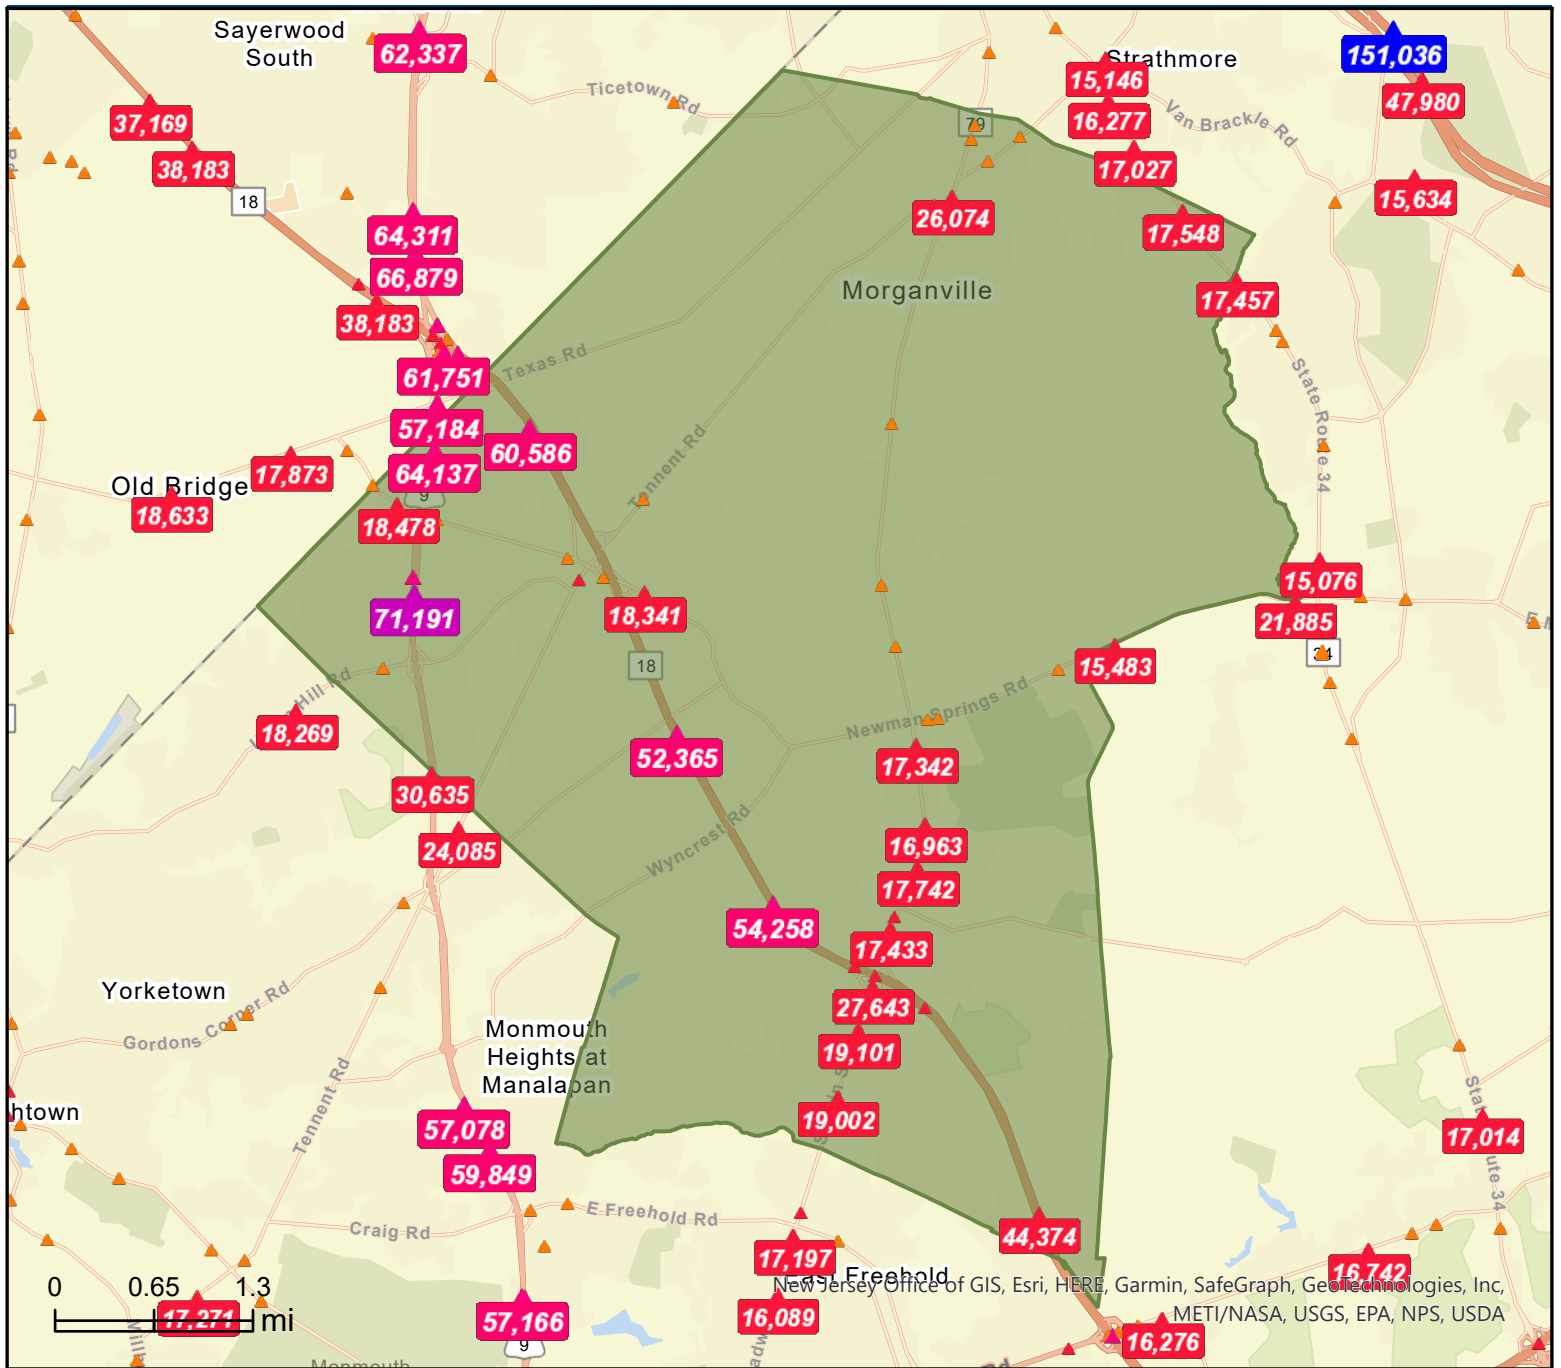 Sayerwood
South
62,337
Strathmore
151,036
15,146
47,980
Ticetown Rd
37,169
16,277
79
Van Brackle Rd
38,183
17,027
18
15,634
26,074
64,311
17,548
66,879
Morganville
17,457
38,183
61,751
Texas Rd
State Route 34
57,184
60,586
Tennent Rd
17,873
64,137
Old Bridge
9
18,633
18,478
15,076
71,191
18,341
21,885
34
18
15,483
Hill Rd
Newman Springs Rd
18,269
52,365
17,342
30,635
Wyncrest Rd
16,963
24,085
17,742
54,258
17,433
Yorketown
Gordons Corner Rd
27,643
Monmouth
Heights at
Manalapan
19,101
Tennent Rd
htown
19,002
57,078
17,014
59,849
E Freehold Rd
Craig Rd
44,374
17,197
16,742
East Freehold
0 0.65 1.3
mi
17,271
57,166
9
16,089
16,276
New Jersey Office of GIS, Esri, HERE, Garmin, SafeGraph, GeoTechnologies, Inc,
METI/NASA, USGS, EPA, NPS, USDA
Monmouth
Rd